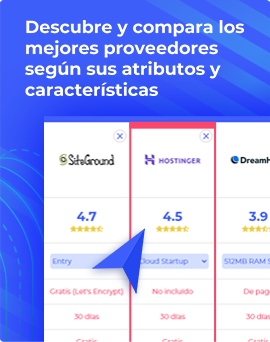 Descubre y compara los
mejores proveedores
según sus atributos y
características
SiteGround
HOSTINGER
DreamH
4.7
4.5
3.9
Entry
Cloud Startup
512MB RAM S
Gratis (Let's Encrypt)
No incluido
De pag
30 días
30 días
30 días
Gratis
Gratis
Gratis